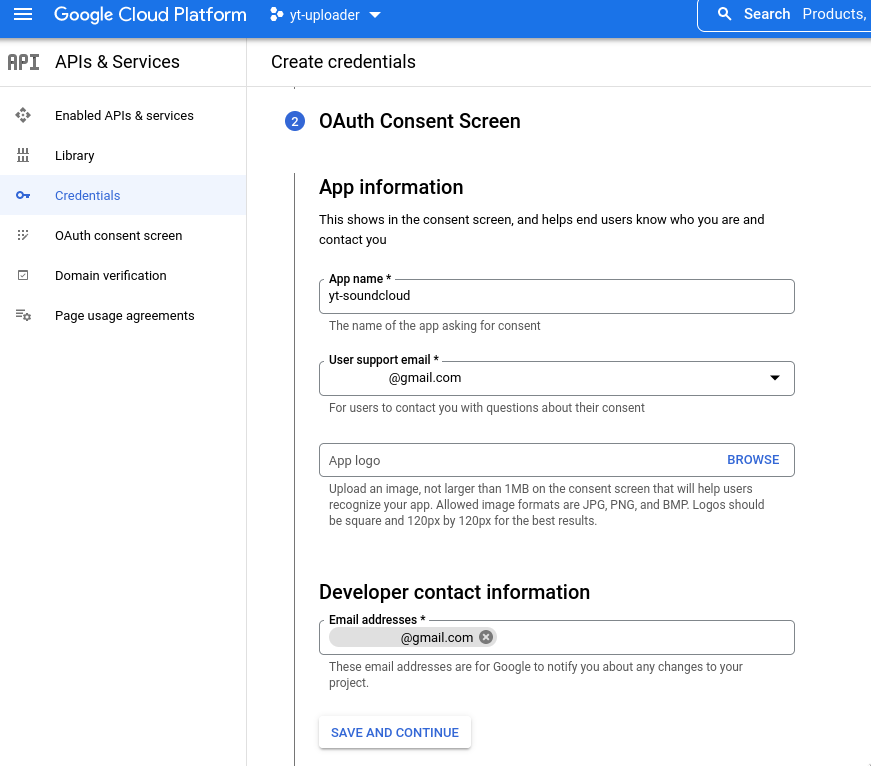 Google Cloud Platform
yt-uploader
Search Products,
API APIs & Services
Create credentials
Enabled APIs & services
Library
Credentials
OAuth consent screen
Domain verification
Page usage agreements
2 OAuth Consent Screen
App information
This shows in the consent screen, and helps end users know who you are and
contact you
App name *
yt-soundcloud
The name of the app asking for consent
User support email *
@gmail.com
For users to contact you with questions about their consent
App logo BROWSE
Upload an image, not larger than 1MB on the consent screen that will help users
recognize your app. Allowed image formats are JPG, PNG, and BMP. Logos should
be square and 120px by 120px for the best results.
Developer contact information
Email addresses *
@gmail.com
These email addresses are for Google to notify you about any changes to your
project.
SAVE AND CONTINUE